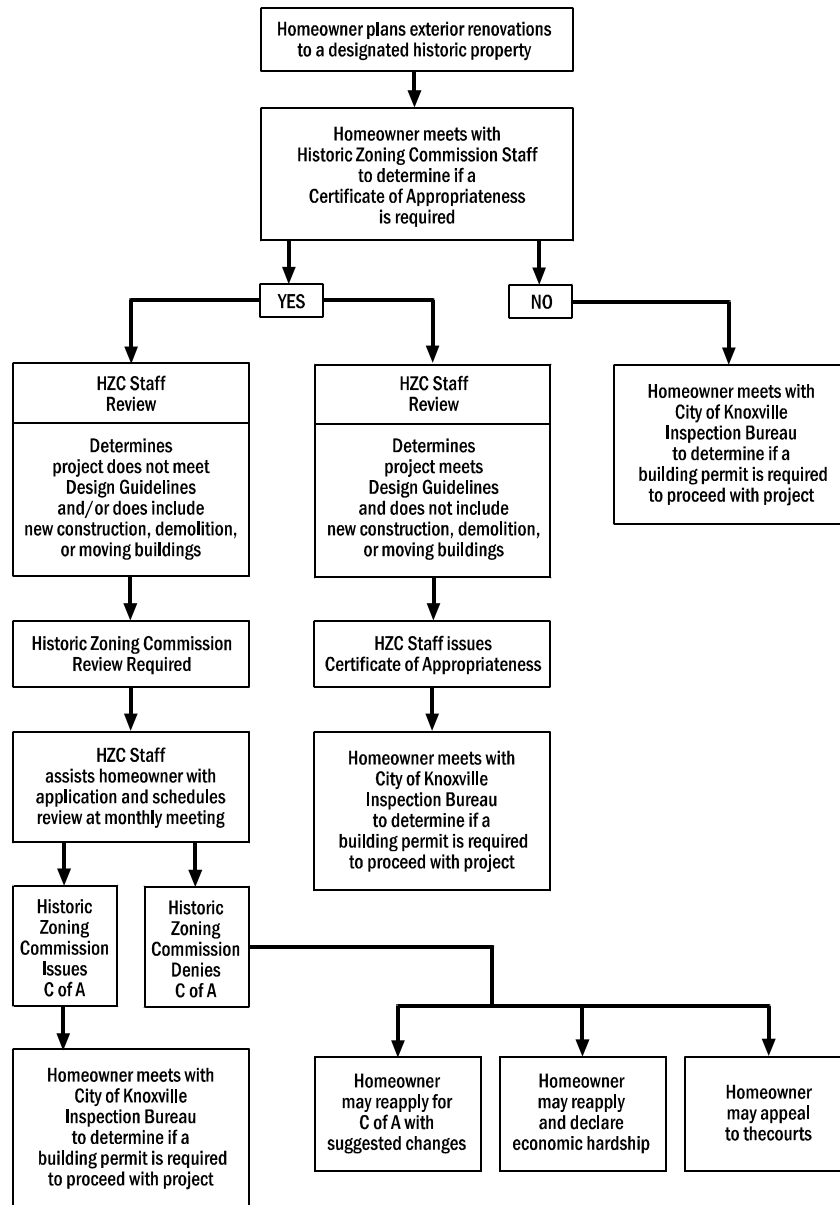 Homeowner plans exterior renovations
to a designated historic property
Homeowner meets with
Historic Zoning Commission Staff
to determine if a
Certificate of Appropriateness
is required
YES
NO
HZC Staff
Review
Determines
project does not meet
Design Guidelines
and/or does include
new construction, demolition,
or moving buildings
HZC Staff
Review
Determines
project meets
Design Guidelines
and does not include
new construction, demolition,
or moving buildings
Homeowner meets with
City of Knoxville
Inspection Bureau
to determine if a
building permit is required
to proceed with project
Historic Zoning Commission
Review Required
HZC Staff issues
Certificate of Appropriateness
HZC Staff
assists homeowner with
application and schedules
review at monthly meeting
Homeowner meets with
City of Knoxville
Inspection Bureau
to determine if a
building permit is required
to proceed with project
Historic
Zoning
Commission
Issues
C of A
Historic
Zoning
Commission
Denies
C of A
Homeowner meets with
City of Knoxville
Inspection Bureau
to determine if a
building permit is required
to proceed with project
Homeowner
may reapply for
C of A with
suggested changes
Homeowner
may reapply
and declare
economic hardship
Homeowner
may appeal
to thecourts